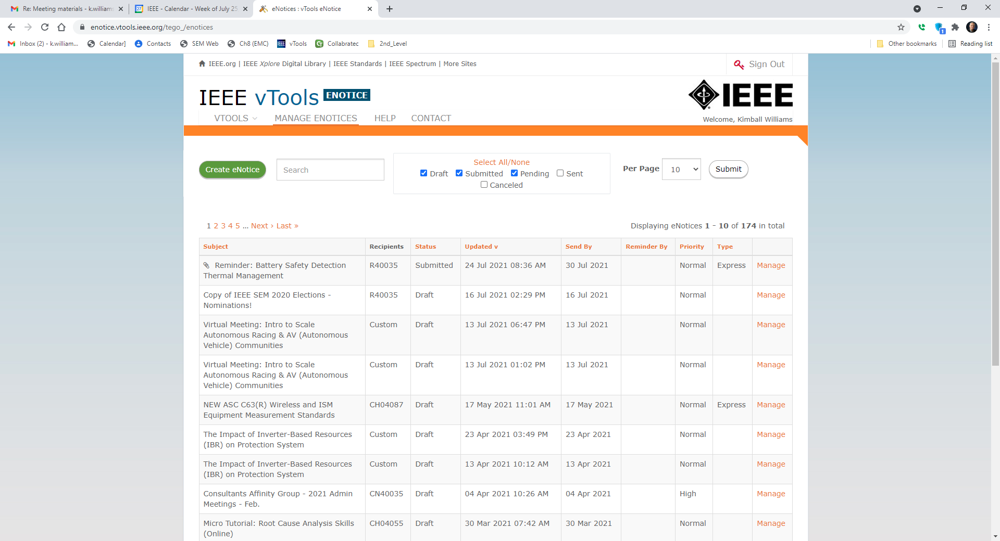 Re: Meeting materials - k.williams
IEEE - Calendar - Week of July 25
eNotices : vTools eNotice
enotice.vtools.ieee.org/tego_/enotices
Inbox (2) - k.william...
Calendar]
Contacts
SEM Web
Ch8 (EMC)
vTools
Collabratec
2nd_Level
Other bookmarks
Reading list
IEEE.org | IEEE Xplore Digital Library | IEEE Standards | IEEE Spectrum | More Sites
Sign Out
IEEE vTools ENOTICE
IEEE
VTOOLS
MANAGE ENOTICES
HELP
CONTACT
Welcome, Kimball Williams
Create eNotice
Search
Select All/None
Draft Submitted Pending Sent
Canceled
Per Page 10
Submit
1 2 3 4 5 ... Next › Last »
Displaying eNotices 1 - 10 of 174 in total
Subject Recipients Status Updated v Send By Reminder By Priority Type
Reminder: Battery Safety Detection R40035 Submitted 24 Jul 2021 08:36 AM 30 Jul 2021 Normal Express Manage
Thermal Management
Copy of IEEE SEM 2020 Elections - R40035 Draft 16 Jul 2021 02:29 PM 16 Jul 2021 Normal Manage
Nominations!
Virtual Meeting: Intro to Scale Custom Draft 13 Jul 2021 06:47 PM 13 Jul 2021 Normal Manage
Autonomous Racing & AV (Autonomous
Vehicle) Communities
Virtual Meeting: Intro to Scale Custom Draft 13 Jul 2021 01:02 PM 13 Jul 2021 Normal Manage
Autonomous Racing & AV (Autonomous
Vehicle) Communities
NEW ASC C63(R) Wireless and ISM CH04087 Draft 17 May 2021 11:01 AM 17 May 2021 Normal Express Manage
Equipment Measurement Standards
The Impact of Inverter-Based Resources Custom Draft 23 Apr 2021 03:49 PM 23 Apr 2021 Normal Manage
(IBR) on Protection System
The Impact of Inverter-Based Resources Custom Draft 13 Apr 2021 10:12 AM 13 Apr 2021 Normal Manage
(IBR) on Protection System
Consultants Affinity Group - 2021 Admin CN40035 Draft 04 Apr 2021 10:26 AM 04 Apr 2021 High Manage
Meetings - Feb.
Micro Tutorial: Root Cause Analysis Skills CH04055 Draft 30 Mar 2021 07:42 AM 30 Mar 2021 Normal Manage
(Online)